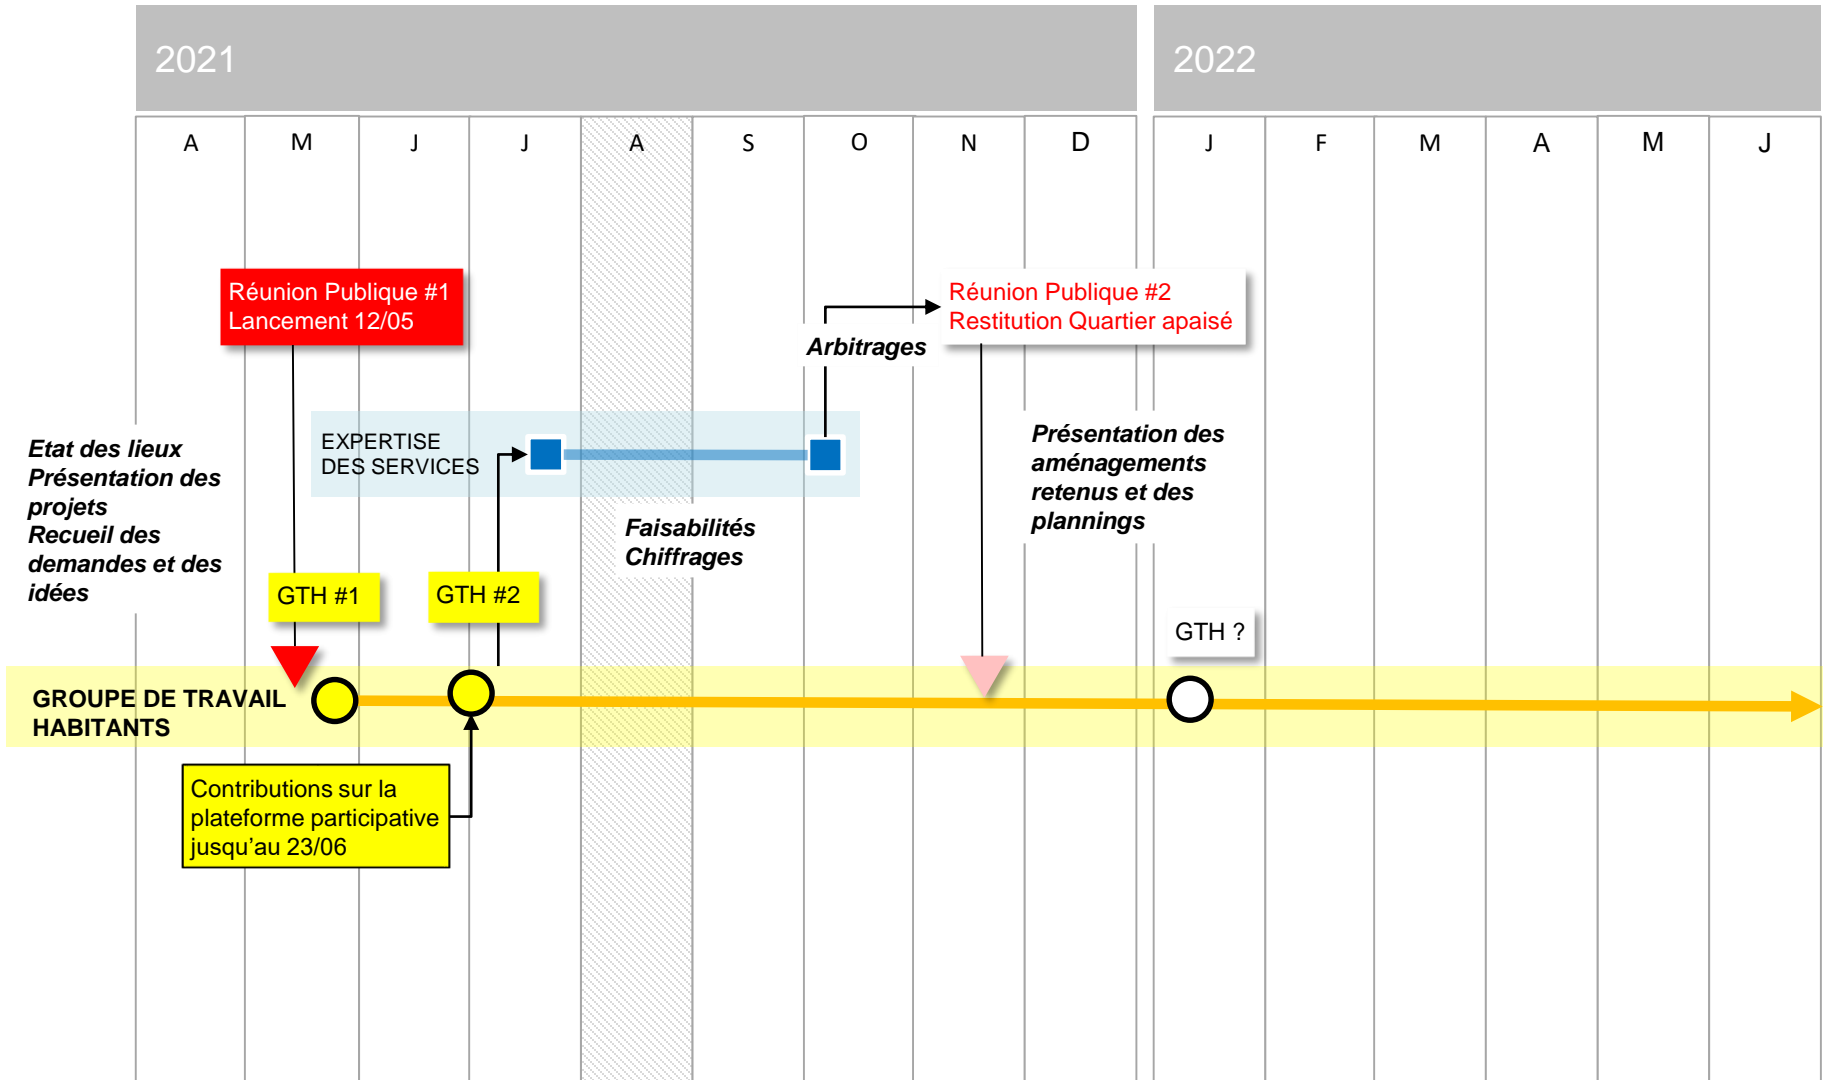 2021
2022
A
M
J
J
A
S
O
N
D
J
F
M
A
M
J
Réunion Publique #1
Lancement 12/05
Réunion Publique #2
Restitution Quartier apaisé
Arbitrages
EXPERTISE
DES SERVICES
Etat des lieux
Présentation des
projets
Recueil des
demandes et des
idées
Présentation des
aménagements
retenus et des
plannings
Faisabilités
Chiffrages
GTH #1
GTH #2
GTH ?
GROUPE DE TRAVAIL
HABITANTS
Contributions sur la
plateforme participative
jusqu’au 23/06